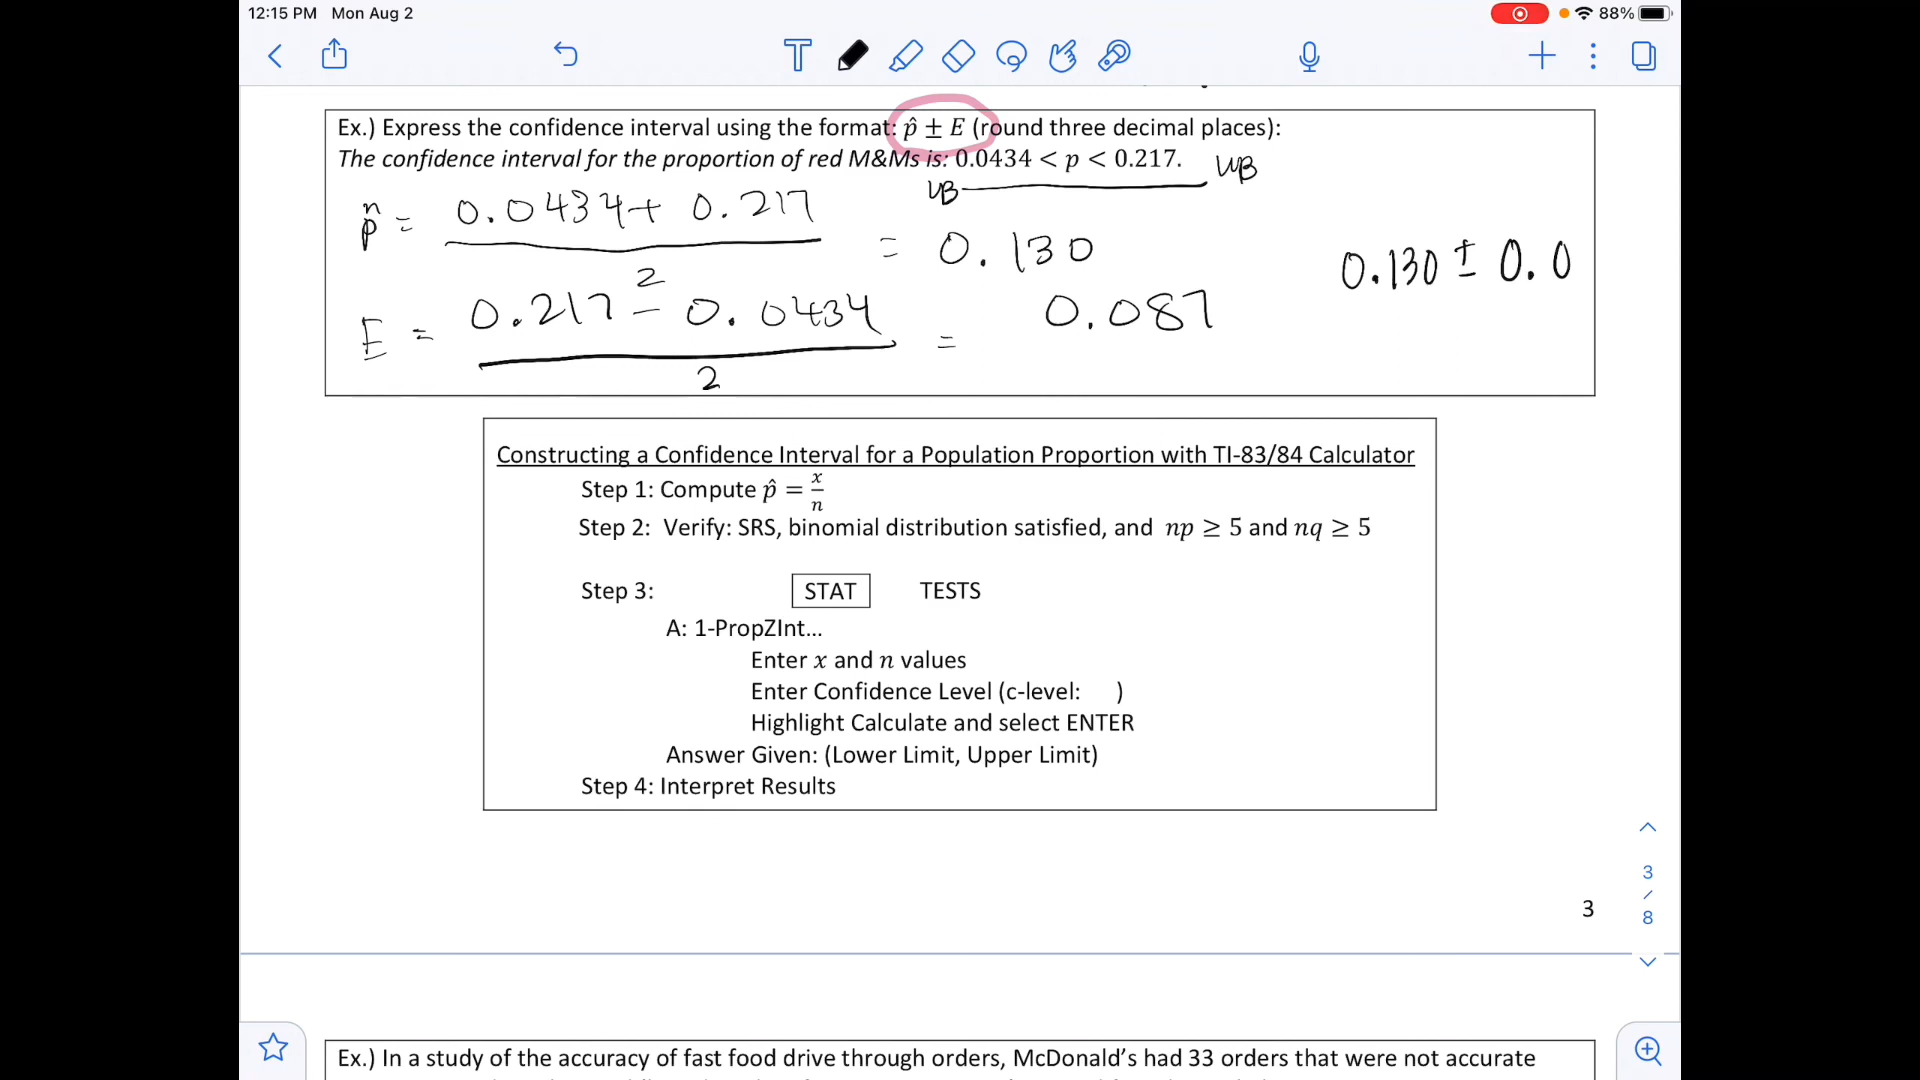 12:15 PM Mon Aug 2
88%
Ex.) Express the confidence interval using the format: p̂ ± E (round three decimal places):
The confidence interval for the proportion of red M&Ms is: 0.0434 < p < 0.217.
UB
p̂ = 0.0434 + 0.217 / 2 = 0.130
0.130 ± 0.0
E = 0.217 − 0.0434 / 2 = 0.087
Constructing a Confidence Interval for a Population Proportion with TI-83/84 Calculator
Step 1: Compute p̂ = x/n
Step 2: Verify: SRS, binomial distribution satisfied, and np ≥ 5 and nq ≥ 5
Step 3: STAT TESTS
A: 1-PropZInt...
Enter x and n values
Enter Confidence Level (c-level: )
Highlight Calculate and select ENTER
Answer Given: (Lower Limit, Upper Limit)
Step 4: Interpret Results
3
3 / 8
Ex.) In a study of the accuracy of fast food drive through orders, McDonald's had 33 orders that were not accurate